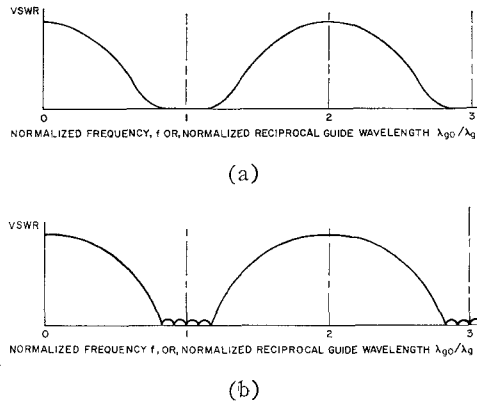 VSWR
0 1 2 3
NORMALIZED FREQUENCY, f OR, NORMALIZED RECIPROCAL GUIDE WAVELENGTH λg0/λg
(a)
VSWR
0 1 2 3
NORMALIZED FREQUENCY f, OR, NORMALIZED RECIPROCAL GUIDE WAVELENGTH λg0/λg
(b)